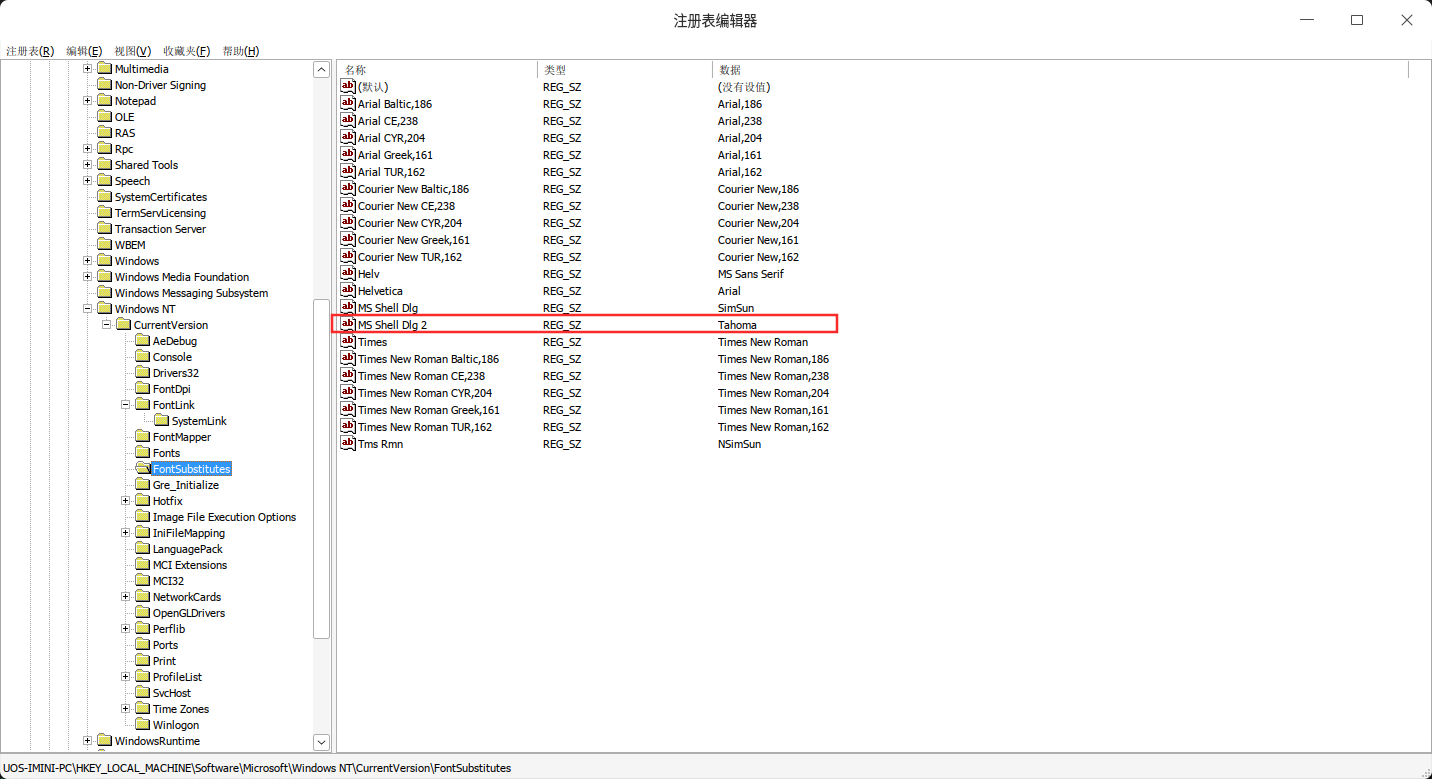 注册表编辑器
注册表(R) 编辑(E) 视图(V) 收藏夹(F) 帮助(H)
Multimedia
Non-Driver Signing
Notepad
OLE
RAS
Rpc
Shared Tools
Speech
SystemCertificates
TermServLicensing
Transaction Server
WBEM
Windows
Windows Media Foundation
Windows Messaging Subsystem
Windows NT
CurrentVersion
AeDebug
Console
Drivers32
FontDpi
FontLink
SystemLink
FontMapper
Fonts
FontSubstitutes
Gre_Initialize
Hotfix
Image File Execution Options
IniFileMapping
LanguagePack
MCI Extensions
MCI32
NetworkCards
OpenGLDrivers
Perflib
Ports
Print
ProfileList
SvcHost
Time Zones
Winlogon
WindowsRuntime
名称 类型 数据
(默认) REG_SZ (没有设值)
Arial Baltic,186 REG_SZ Arial,186
Arial CE,238 REG_SZ Arial,238
Arial CYR,204 REG_SZ Arial,204
Arial Greek,161 REG_SZ Arial,161
Arial TUR,162 REG_SZ Arial,162
Courier New Baltic,186 REG_SZ Courier New,186
Courier New CE,238 REG_SZ Courier New,238
Courier New CYR,204 REG_SZ Courier New,204
Courier New Greek,161 REG_SZ Courier New,161
Courier New TUR,162 REG_SZ Courier New,162
Helv REG_SZ MS Sans Serif
Helvetica REG_SZ Arial
MS Shell Dlg REG_SZ SimSun
MS Shell Dlg 2 REG_SZ Tahoma
Times REG_SZ Times New Roman
Times New Roman Baltic,186 REG_SZ Times New Roman,186
Times New Roman CE,238 REG_SZ Times New Roman,238
Times New Roman CYR,204 REG_SZ Times New Roman,204
Times New Roman Greek,161 REG_SZ Times New Roman,161
Times New Roman TUR,162 REG_SZ Times New Roman,162
Tms Rmn REG_SZ NSimSun
UOS-IMINI-PC\HKEY_LOCAL_MACHINE\Software\Microsoft\Windows NT\CurrentVersion\FontSubstitutes